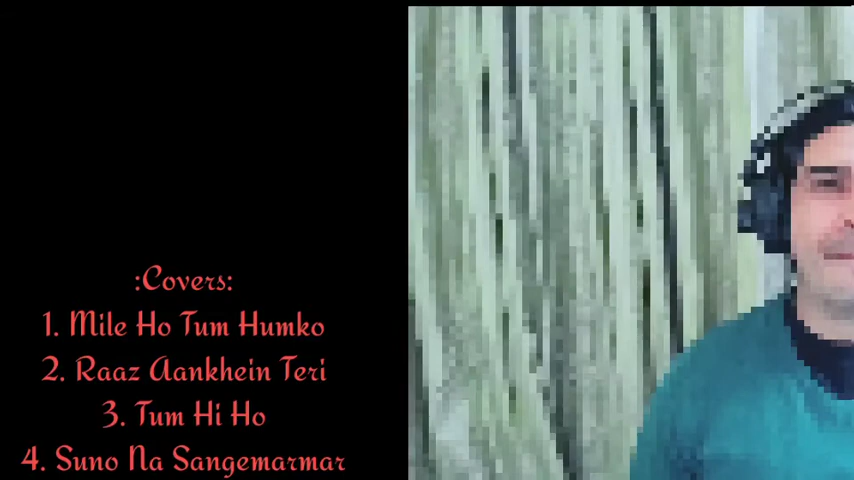 :Covers:
1. Mile Ho Tum Humko
2. Raaz Aankhein Teri
3. Tum Hi Ho
4. Suno Na Sangemarmar